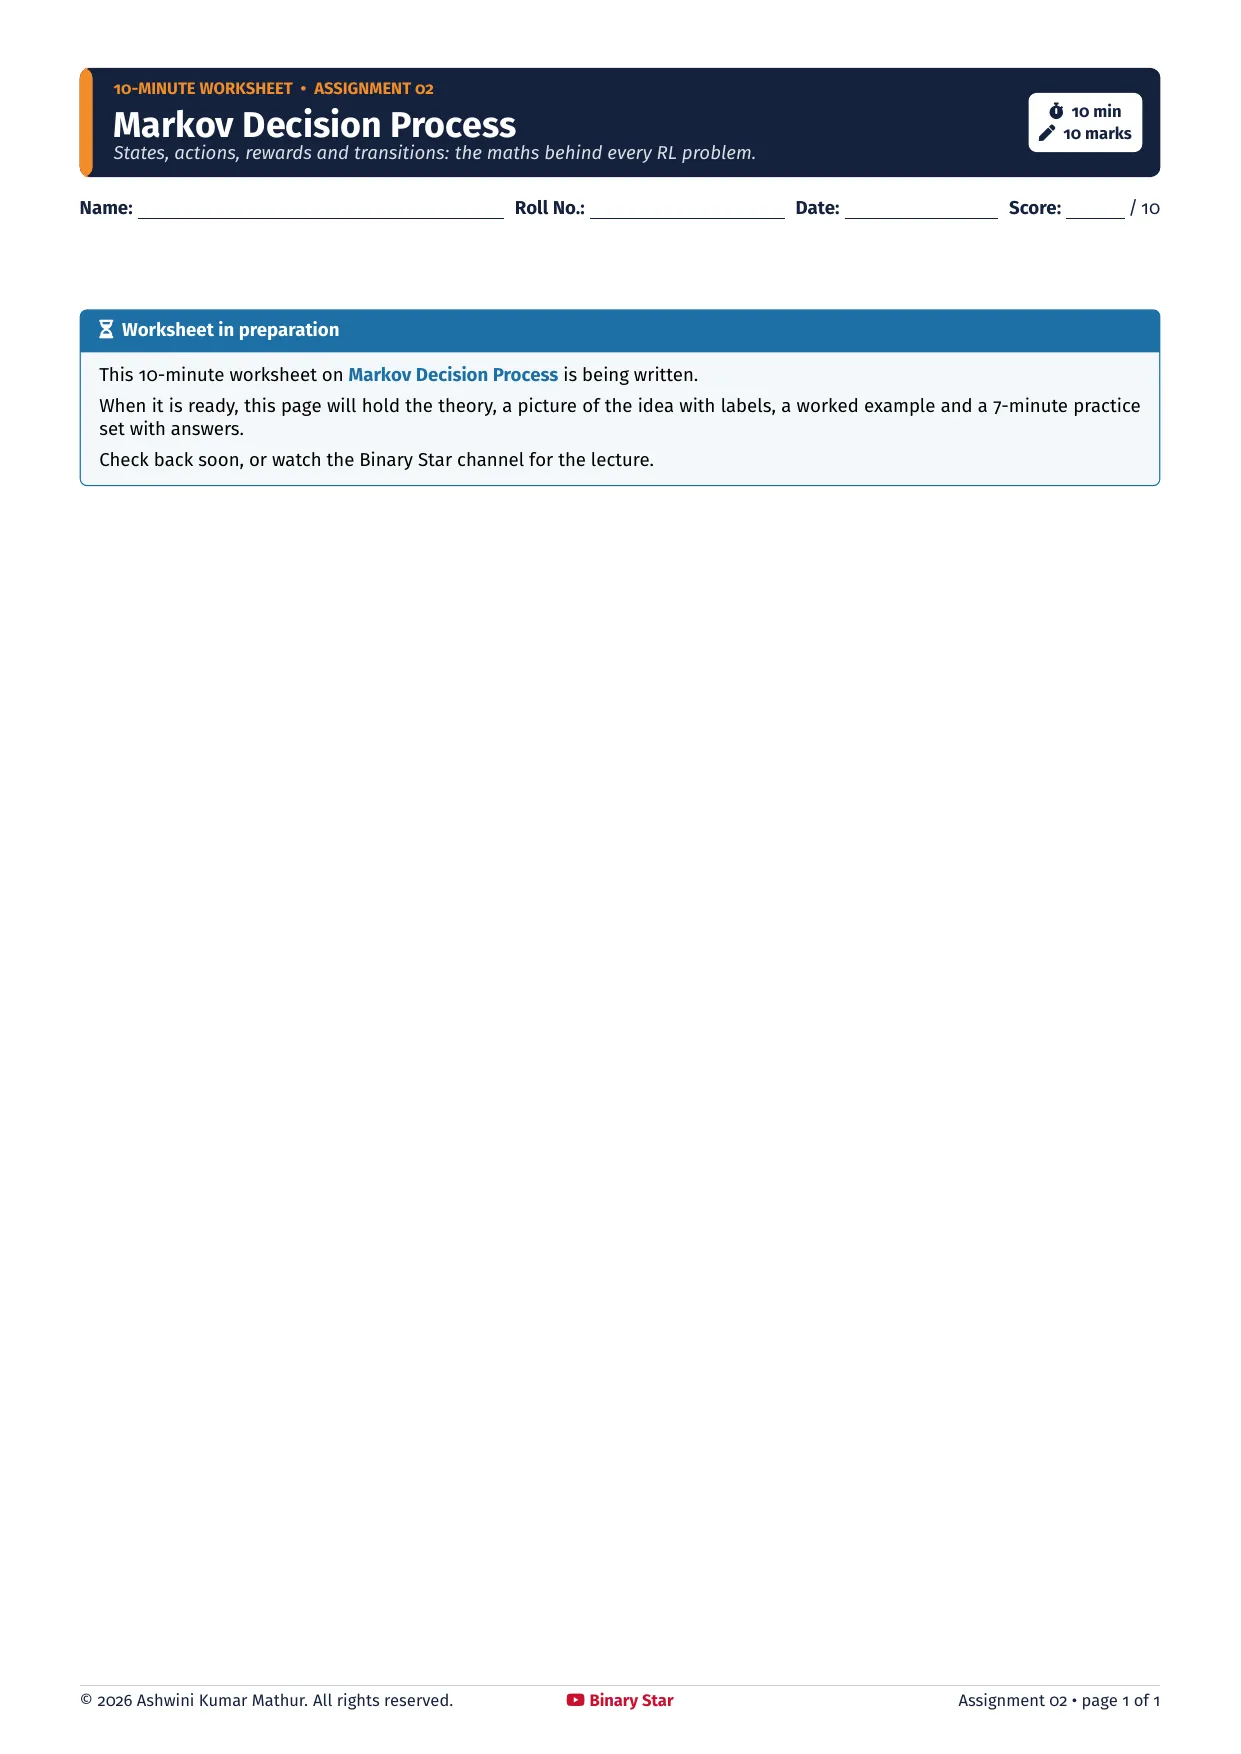 10-MINUTE WORKSHEET • ASSIGNMENT 02
Markov Decision Process
States, actions, rewards and transitions: the maths behind every RL problem.
10 min
10 marks
Name: ______ Roll No.: ______ Date: ______ Score: ______ / 10
Worksheet in preparation
This 10-minute worksheet on Markov Decision Process is being written.
When it is ready, this page will hold the theory, a picture of the idea with labels, a worked example and a 7-minute practice
set with answers.
Check back soon, or watch the Binary Star channel for the lecture.
© 2026 Ashwini Kumar Mathur. All rights reserved.
Binary Star
Assignment 02 • page 1 of 1